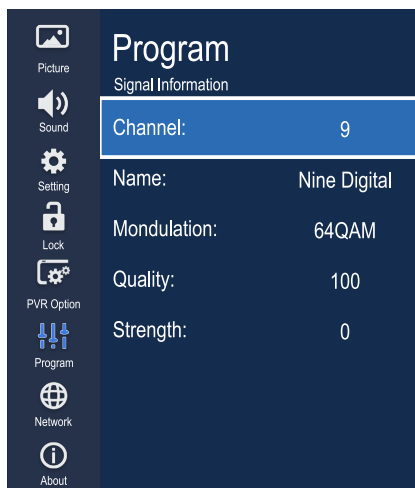 Picture
Sound
Setting
Lock
PVR Option
Program
Network
About
Program
Signal Information
Channel: 9
Name: Nine Digital
Mondulation: 64QAM
Quality: 100
Strength: 0